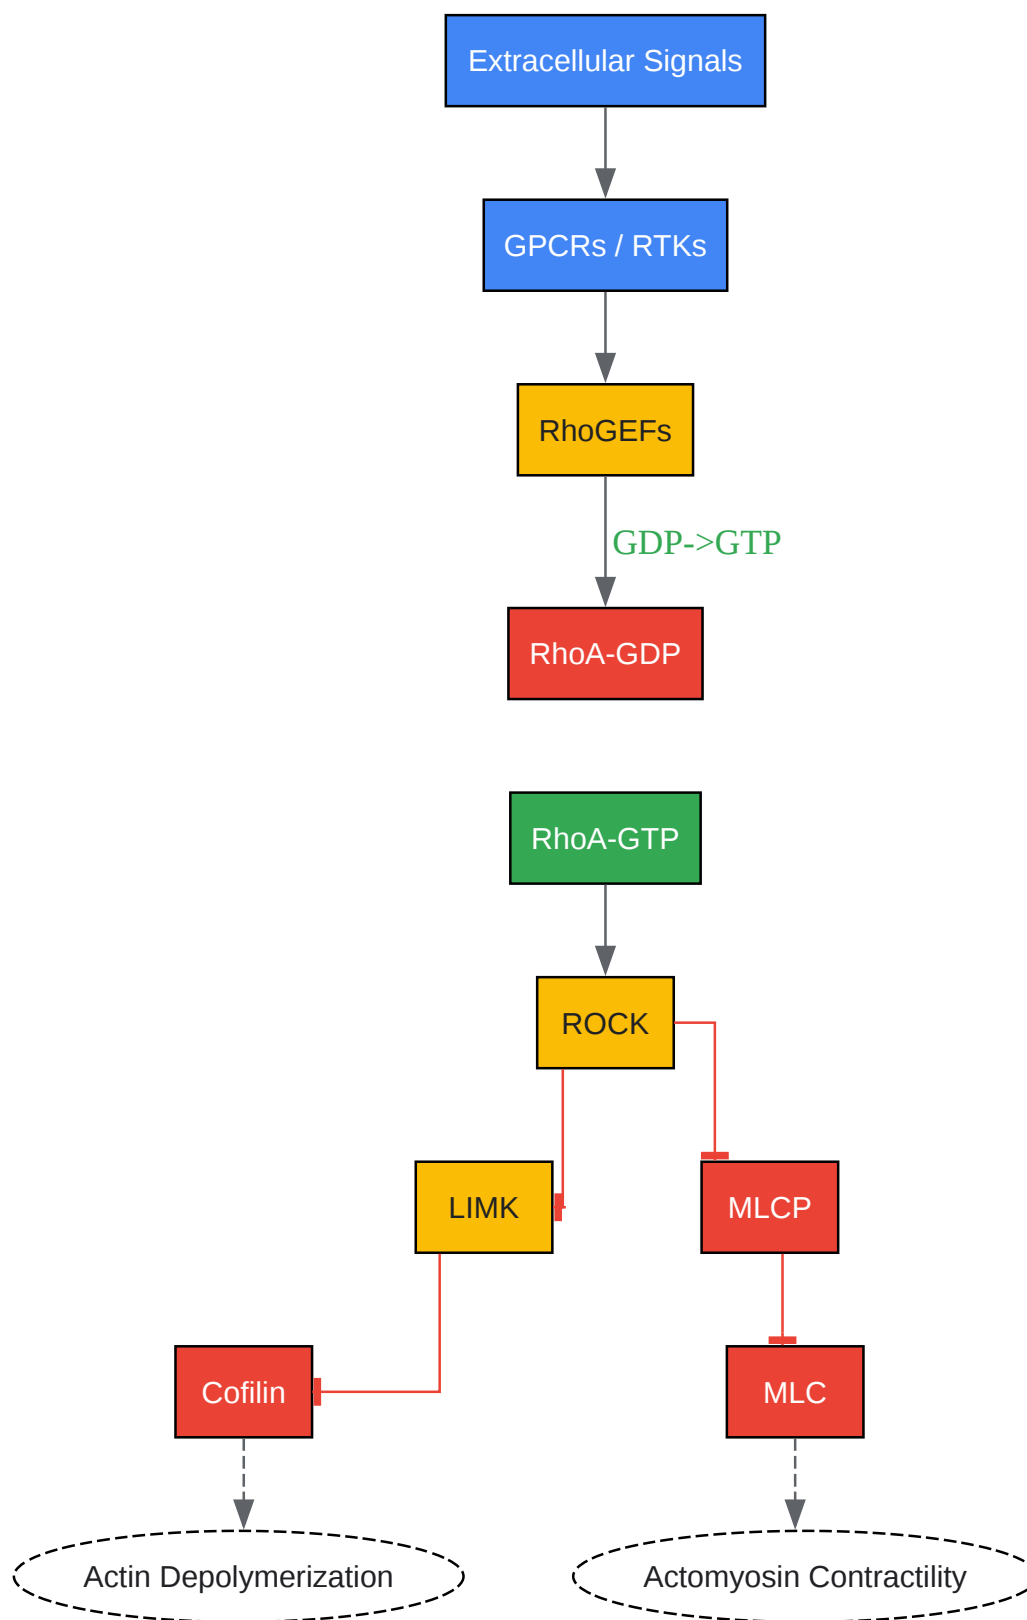 Extracellular Signals
GPCRs / RTKs
RhoGEFs
GDP->GTP
RhoA-GDP
RhoA-GTP
ROCK
LIMK
MLCP
Cofilin
MLC
Actin Depolymerization
Actomyosin Contractility